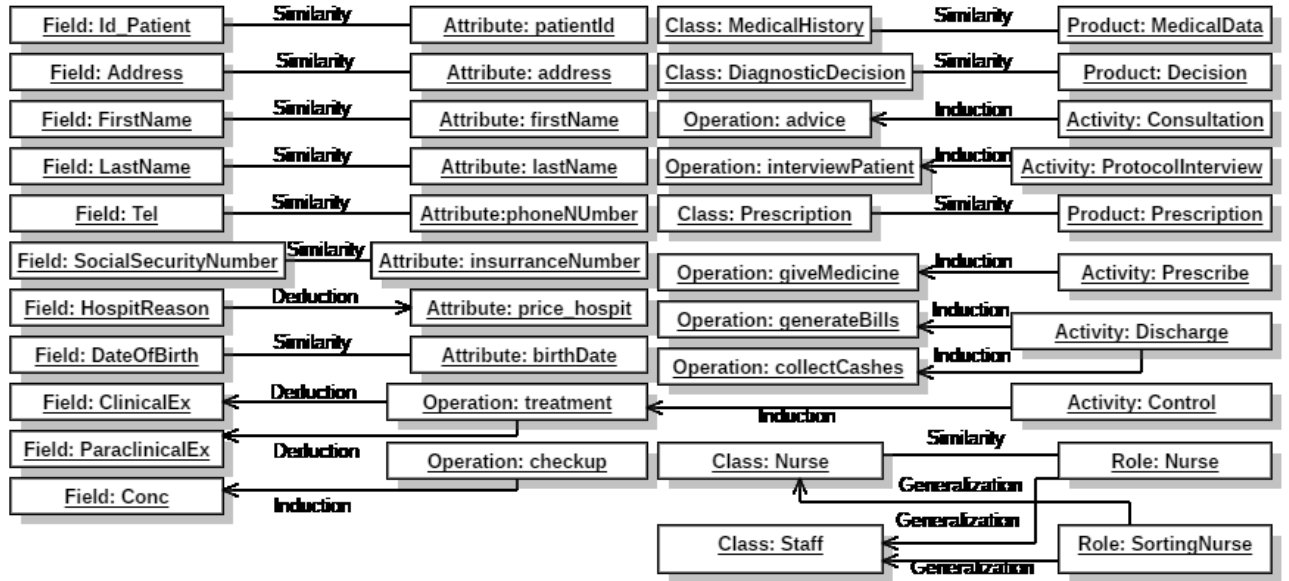 Field: Id_Patient Similarity Attribute: patientId Class: MedicalHistory Similarity Product: MedicalData
Field: Address Similarity Attribute: address Class: DiagnosticDecision Similarity Product: Decision
Field: FirstName Similarity Attribute: firstName Operation: advice Induction Activity: Consultation
Field: LastName Similarity Attribute: lastName Operation: interviewPatient Induction Activity: ProtocolInterview
Field: Tel Similarity Attribute:phoneNUmber Class: Prescription Similarity Product: Prescription
Field: SocialSecurityNumber Similarity Attribute: insurranceNumber Operation: giveMedicine Induction Activity: Prescribe
Field: HospitReason Deduction Attribute: price_hospit Operation: generateBills Induction Activity: Discharge
Field: DateOfBirth Similarity Attribute: birthDate Operation: collectCashes Induction
Field: ClinicalEx Deduction Operation: treatment Induction Activity: Control
Field: ParaclinicalEx Deduction Operation: checkup Class: Nurse Similarity Role: Nurse
Field: Conc Induction Generalization
Generalization
Class: Staff Generalization Role: SortingNurse